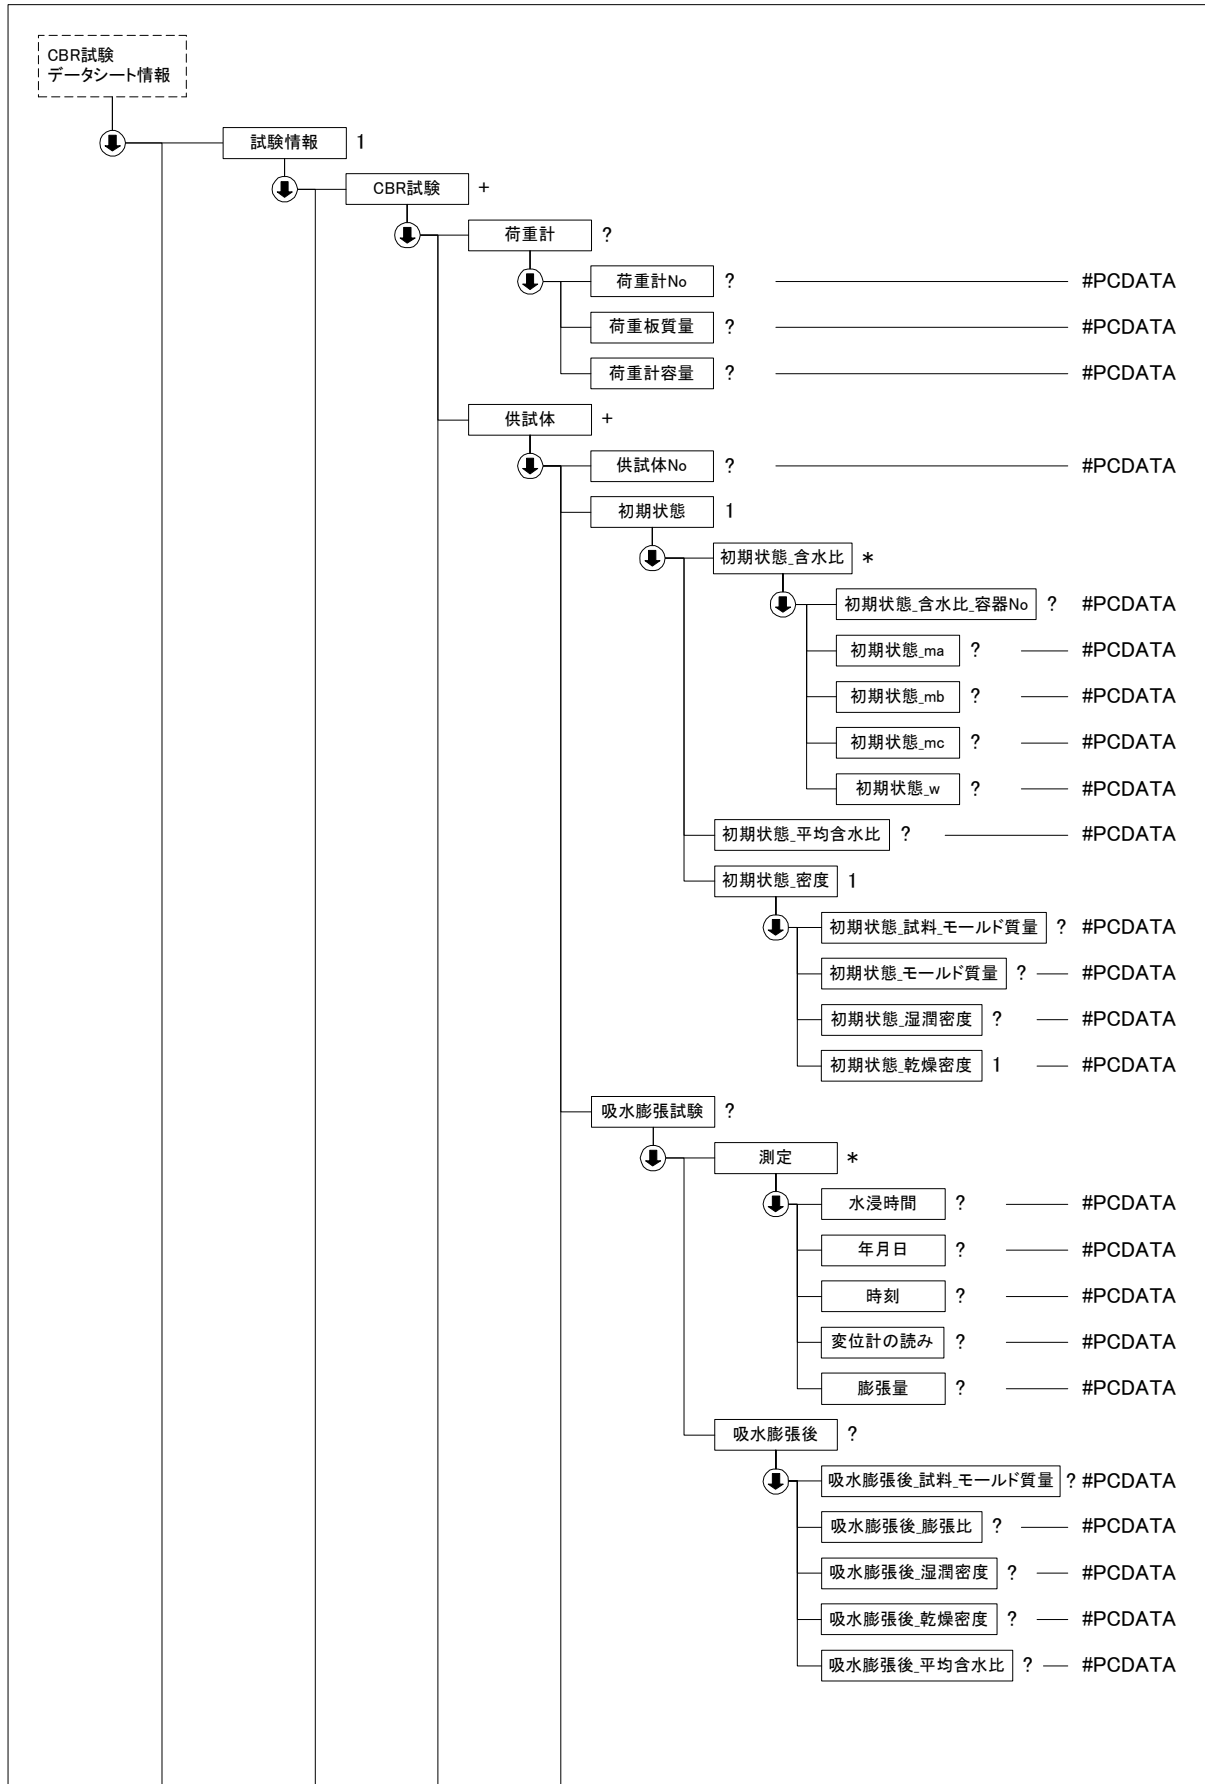 CBR試験
データシート情報
試験情報 1
CBR試験 +
荷重計 ?
荷重計No ? #PCDATA
荷重板質量 ? #PCDATA
荷重計容量 ? #PCDATA
供試体 +
供試体No ? #PCDATA
初期状態 1
初期状態_含水比 *
初期状態_含水比_容器No ? #PCDATA
初期状態_ma ? #PCDATA
初期状態_mb ? #PCDATA
初期状態_mc ? #PCDATA
初期状態_w ? #PCDATA
初期状態_平均含水比 ? #PCDATA
初期状態_密度 1
初期状態_試料_モールド質量 ? #PCDATA
初期状態_モールド質量 ? #PCDATA
初期状態_湿潤密度 ? #PCDATA
初期状態_乾燥密度 1 #PCDATA
吸水膨張試験 ?
測定 *
水浸時間 ? #PCDATA
年月日 ? #PCDATA
時刻 ? #PCDATA
変位計の読み ? #PCDATA
膨張量 ? #PCDATA
吸水膨張後 ?
吸水膨張後_試料_モールド質量 ? #PCDATA
吸水膨張後_膨張比 ? #PCDATA
吸水膨張後_湿潤密度 ? #PCDATA
吸水膨張後_乾燥密度 ? #PCDATA
吸水膨張後_平均含水比 ? #PCDATA